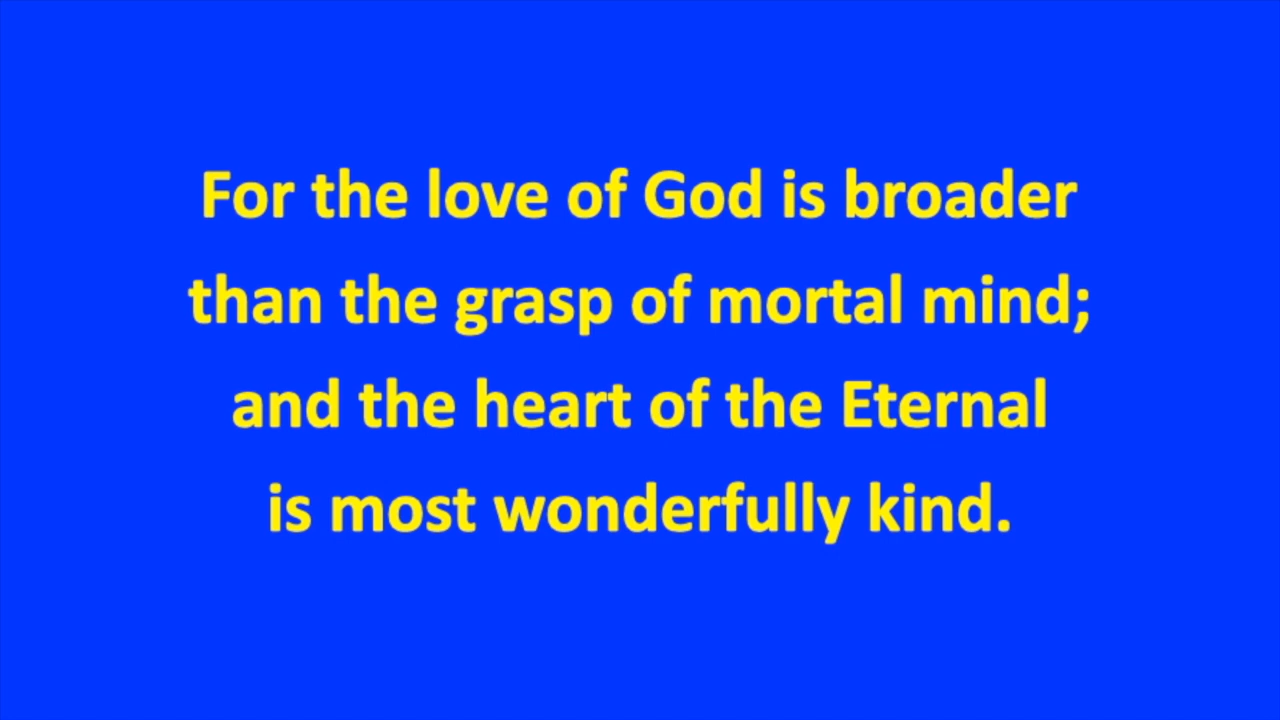 For the love of God is broader
than the grasp of mortal mind;
and the heart of the Eternal
is most wonderfully kind.